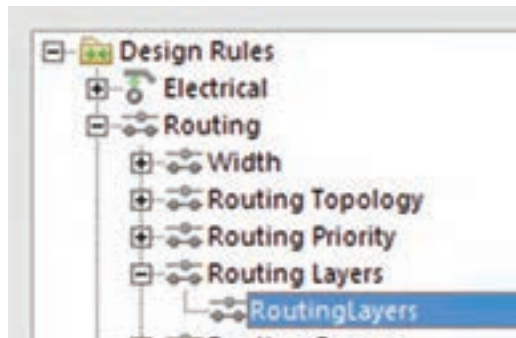 Design Rules
Electrical
Routing
Width
Routing Topology
Routing Priority
Routing Layers
RoutingLayers